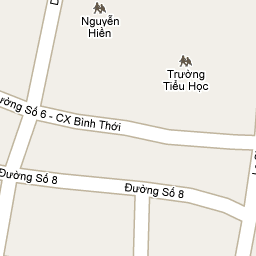 Nguyễn
Hiền
Trường
Tiểu Học
ường Số 6 - CX Bình Thới
Đường Số 8
Đường Số 8